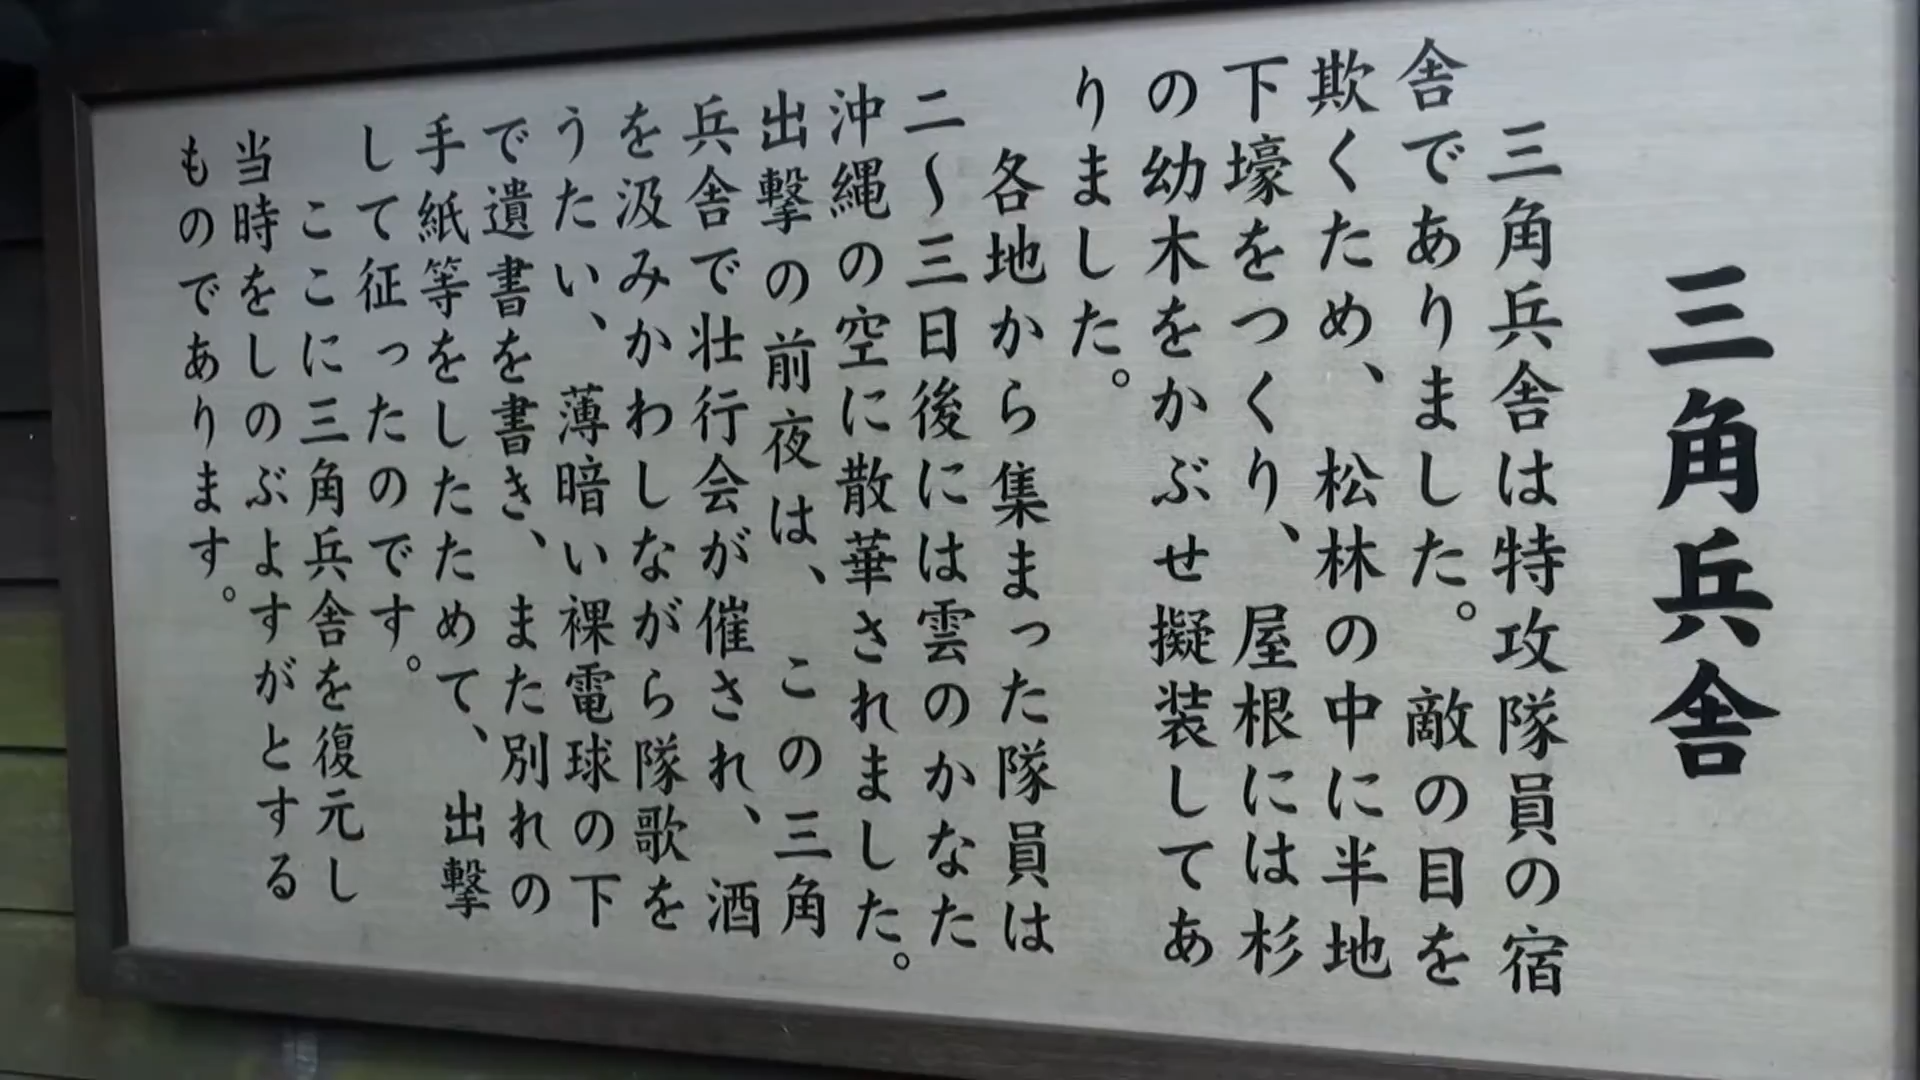 三角兵舎
三角兵舎は特攻隊員の宿
舎でありました。敵の目を
欺くため、松林の中に半地
下壕をつくり、屋根には杉
の幼木をかぶせ擬装してあ
りました。
各地から集まった隊員は
二〜三日後には雲のかなた
沖縄の空に散華されました。
出撃の前夜は、この三角
兵舎で壮行会が催され、酒
を汲みかわしながら隊歌を
うたい、薄暗い裸電球の下
で遺書を書き、また別れの
手紙等をしたためて、出撃
して征ったのです。
ここに三角兵舎を復元し
当時をしのぶよすがとする
ものであります。